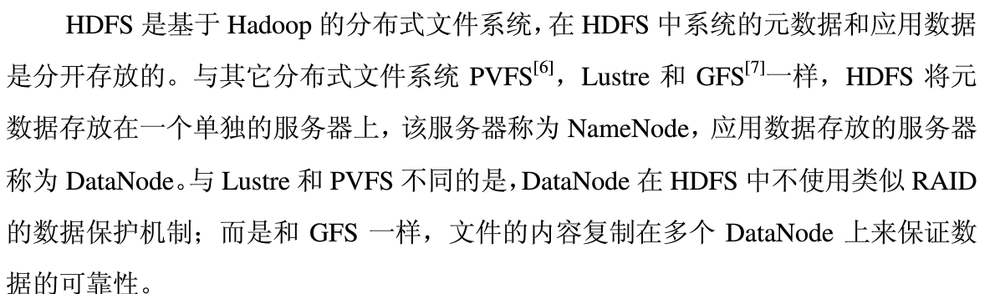 HDFS 是基于 Hadoop 的分布式文件系统，在 HDFS 中系统的元数据和应用数据
是分开存放的。与其它分布式文件系统 PVFS[6]，Lustre 和 GFS[7]一样，HDFS 将元
数据存放在一个单独的服务器上，该服务器称为 NameNode，应用数据存放的服务器
称为 DataNode。与 Lustre 和 PVFS 不同的是，DataNode 在 HDFS 中不使用类似 RAID
的数据保护机制；而是和 GFS 一样，文件的内容复制在多个 DataNode 上来保证数
据的可靠性。